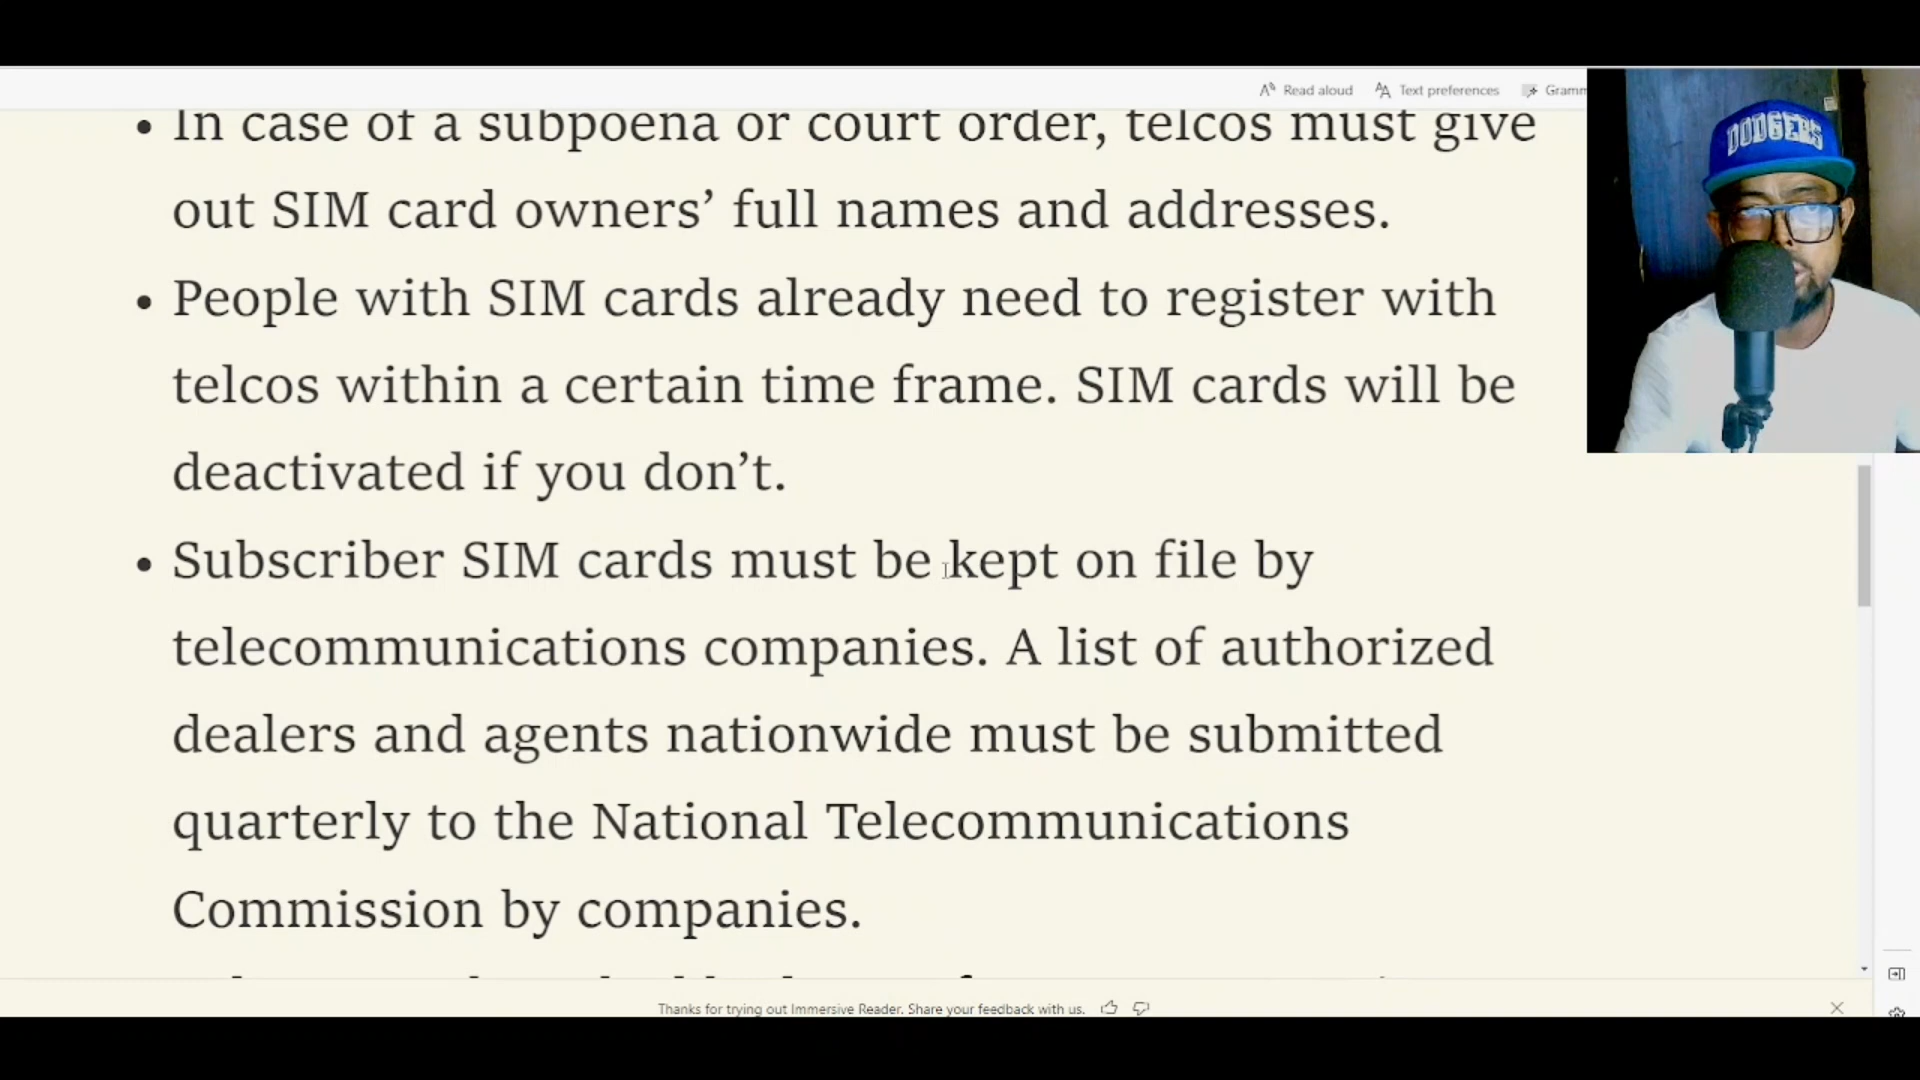 Read aloud
Text preferences
Gramm
DODGERS
• In case of a subpoena or court order, telcos must give
out SIM card owners’ full names and addresses.
• People with SIM cards already need to register with
telcos within a certain time frame. SIM cards will be
deactivated if you don’t.
• Subscriber SIM cards must be kept on file by
telecommunications companies. A list of authorized
dealers and agents nationwide must be submitted
quarterly to the National Telecommunications
Commission by companies.
Thanks for trying out Immersive Reader. Share your feedback with us.